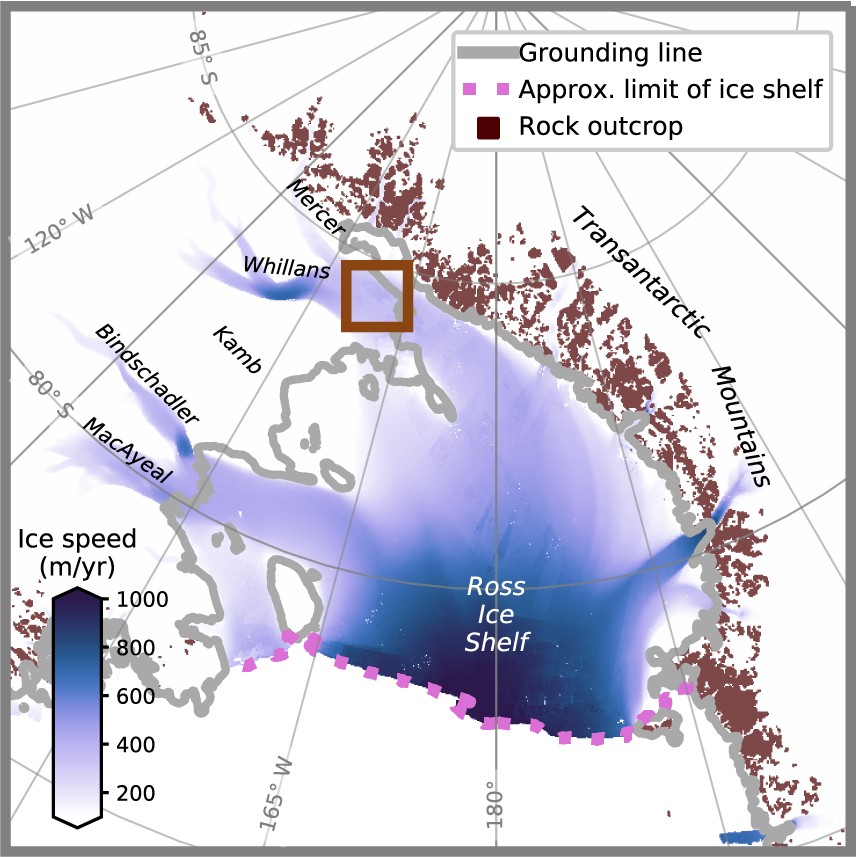 Grounding line
Approx. limit of ice shelf
Rock outcrop
85° S
120° W
Mercer
Whillans
Transantarctic
Mountains
Kamb
Bindschadler
80° S
MacAyeal
Ice speed
(m/yr)
1000
800
600
400
200
Ross
Ice
Shelf
165° W
180°